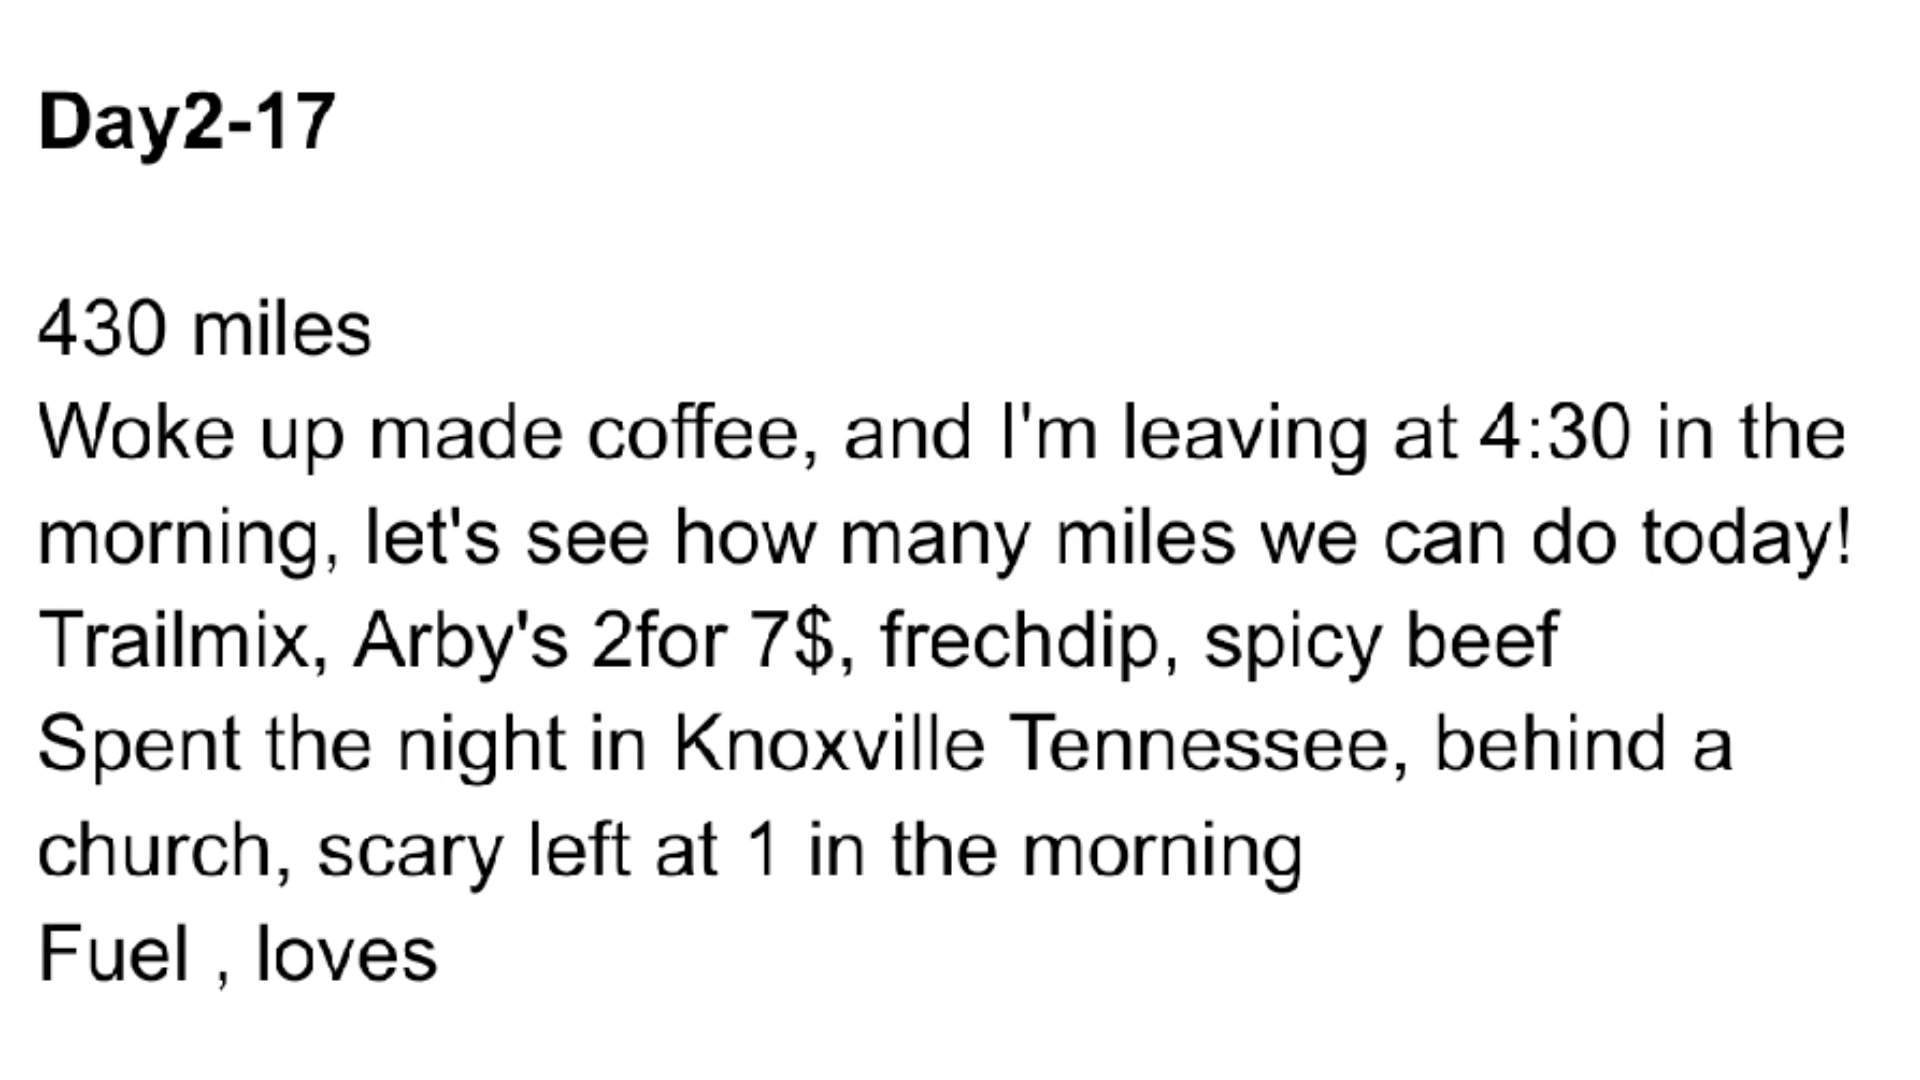 Day2-17
430 miles
Woke up made coffee, and I'm leaving at 4:30 in the
morning, let's see how many miles we can do today!
Trailmix, Arby's 2for 7$, frechdip, spicy beef
Spent the night in Knoxville Tennessee, behind a
church, scary left at 1 in the morning
Fuel , loves